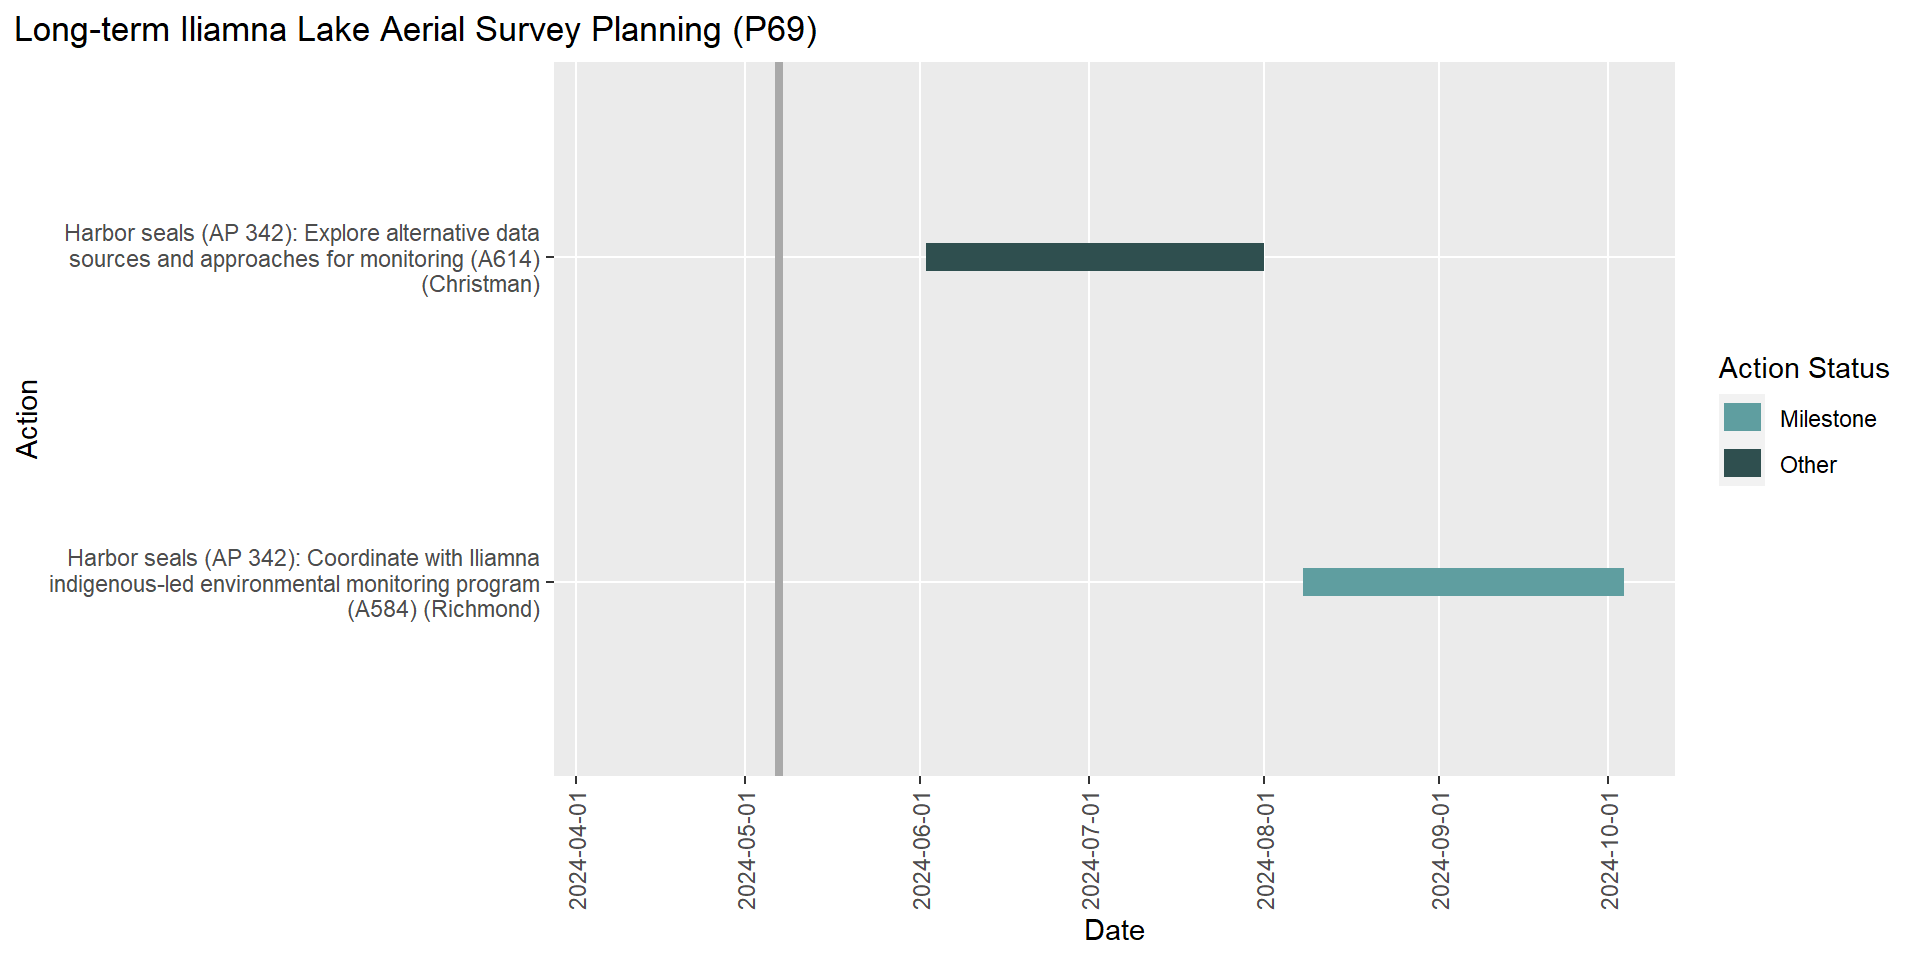 Long-term Iliamna Lake Aerial Survey Planning (P69)
Harbor seals (AP 342): Explore alternative data
sources and approaches for monitoring (A614)
(Christman)
Action
Harbor seals (AP 342): Coordinate with Iliamna
indigenous-led environmental monitoring program
(A584) (Richmond)
2024-04-01
2024-05-01
2024-06-01
2024-07-01
2024-08-01
2024-09-01
2024-10-01
Date
Action Status
Milestone
Other